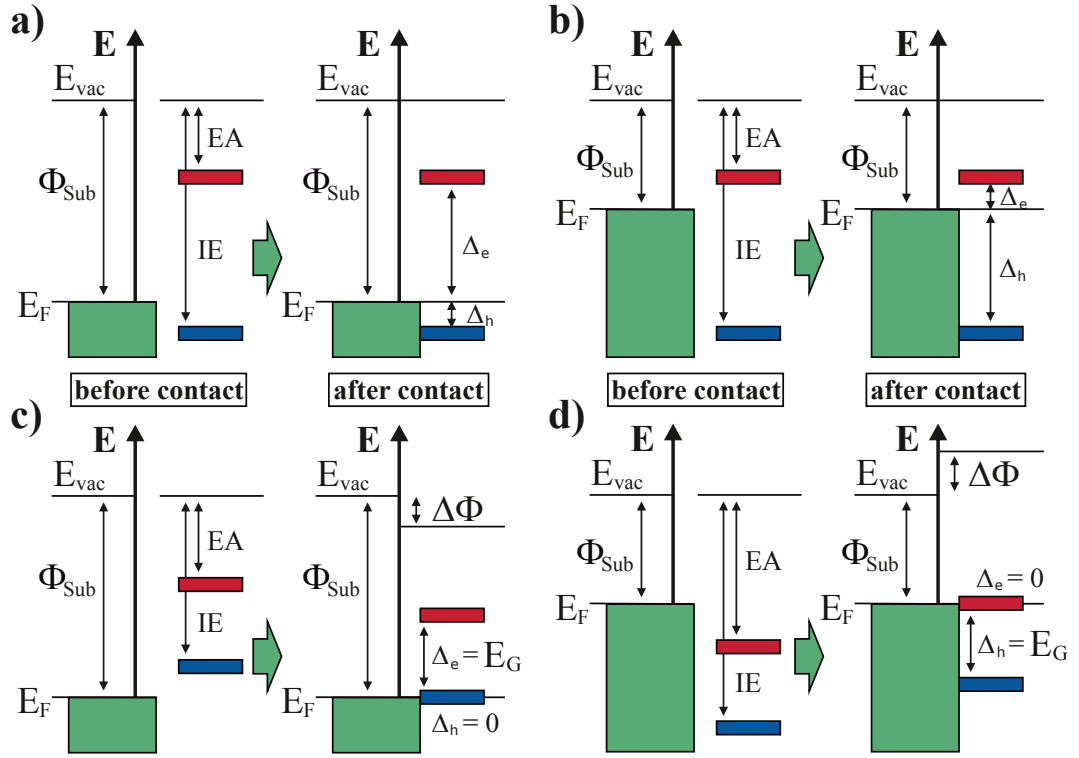 a)
E
E_vac
EA
Φ_Sub
IE
E_F
before contact
E
E_vac
Φ_Sub
Δ_e
E_F
Δ_h
after contact
b)
E
E_vac
EA
Φ_Sub
IE
E_F
before contact
E
E_vac
Φ_Sub
Δ_e
E_F
Δ_h
after contact
c)
E
E_vac
EA
Φ_Sub
IE
E_F
E
E_vac
ΔΦ
Φ_Sub
Δ_e = E_G
E_F
Δ_h = 0
d)
E
E_vac
EA
Φ_Sub
E_F
IE
E
E_vac
ΔΦ
Φ_Sub
Δ_e = 0
E_F
Δ_h = E_G